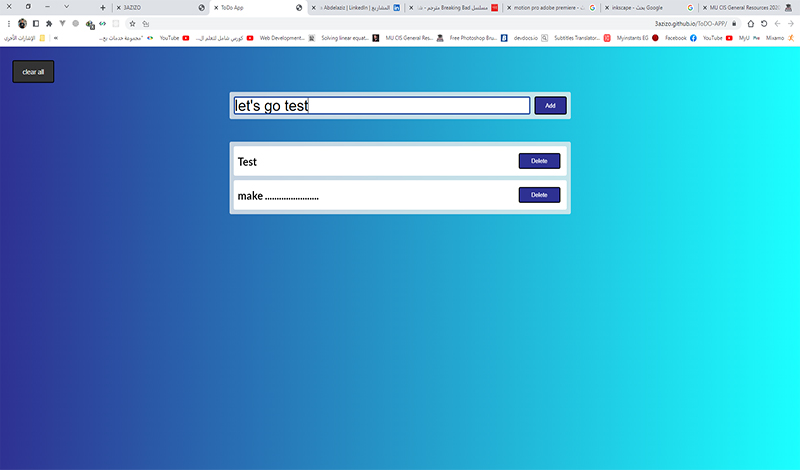 3AZIZO
ToDo App
Abdelaziz | LinkedIn | المشاريع
مسلسل Breaking Bad مترجم
motion pro adobe premiere
inkscape - بحث Google
MU CIS General Resources 202
3azizo.github.io/ToDO-APP/
الإشارات الأخرى
"مجموعة خدمات
YouTube
كورس شامل لتعلم ال...
Web Development...
Solving linear equat...
MU CIS General Res...
Free Photoshop Bru...
devdocs.io
Subtitles Translator...
Myinstants EG
Facebook
YouTube
MyU
Mixamo
clear all
let's go test
Add
Test
Delete
make .......................
Delete